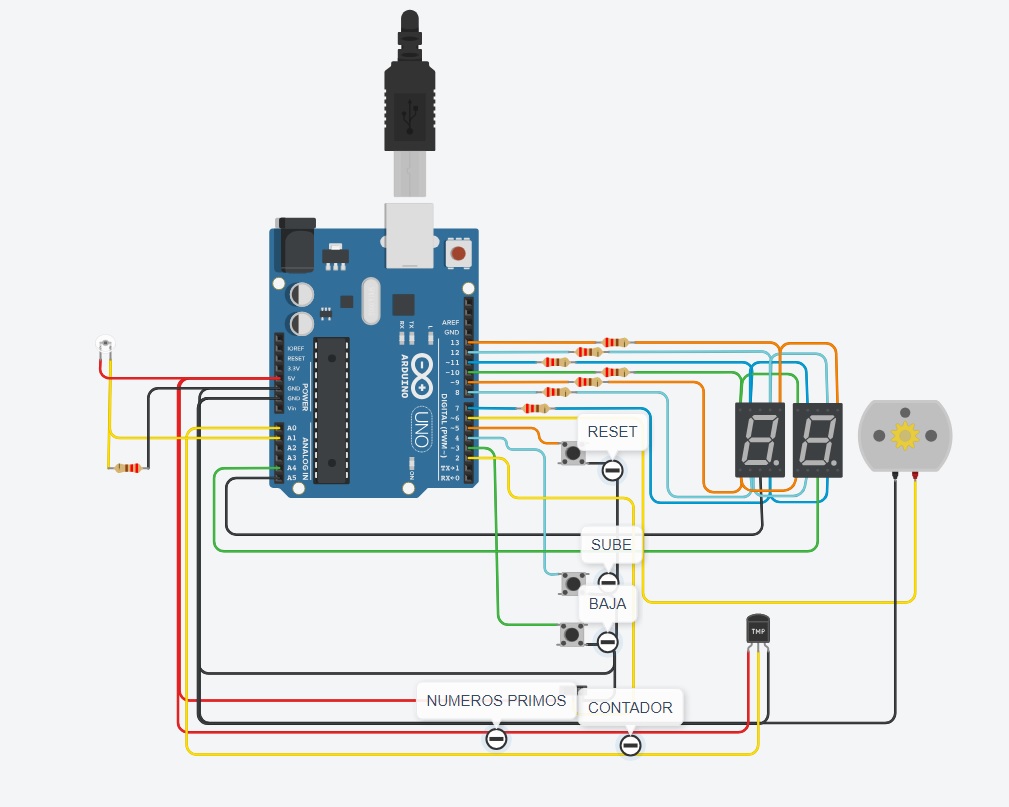 AREF
GND
13
12
~11
~10
~9
8
7
~6
~5
4
~3
2
TX→1
RX←0
DIGITAL (PWM~)
RX
TX
L
ARDUINO
UNO
ON
IOREF
RESET
3.3V
5V
GND
GND
Vin
POWER
A0
A1
A2
A3
A4
A5
ANALOG IN
RESET
SUBE
BAJA
TMP
NUMEROS PRIMOS
CONTADOR